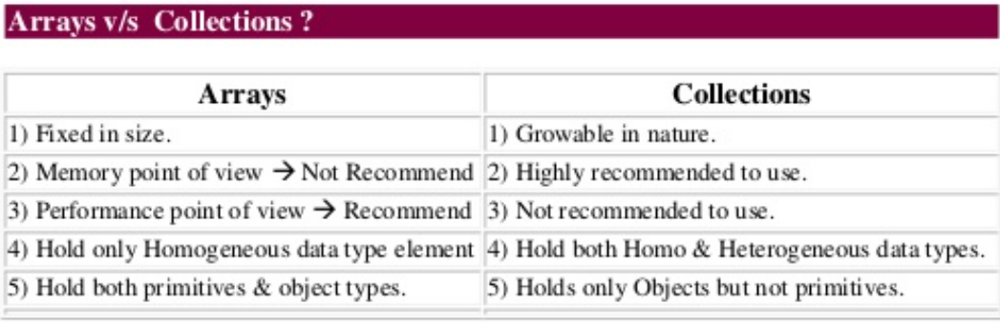 Arrays v/s Collections ?
Arrays Collections
1) Fixed in size. 1) Growable in nature.
2) Memory point of view → Not Recommend 2) Highly recommended to use.
3) Performance point of view → Recommend 3) Not recommended to use.
4) Hold only Homogeneous data type element 4) Hold both Homo & Heterogeneous data types.
5) Hold both primitives & object types. 5) Holds only Objects but not primitives.